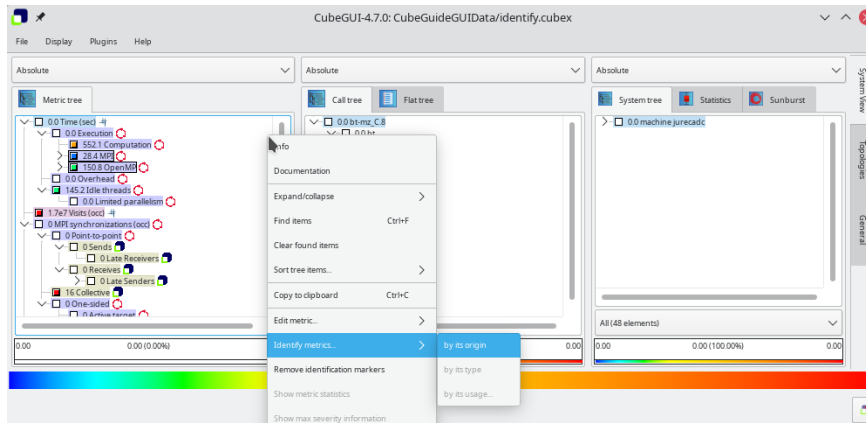 CubeGUI-4.7.0: CubeGuideGUIData/identify.cubex
File Display Plugins Help
Absolute
Absolute
Absolute
Metric tree
Call tree
Flat tree
System tree
Statistics
Sunburst
System View
Topologies
General
0.0 Time (sec)
0.0 Execution
552.1 Computation
28.4 MPI
150.8 OpenMP
0.0 Overhead
145.2 Idle threads
0.0 Limited parallelism
1.7e7 Visits (occ)
0 MPI synchronizations (occ)
0 Point-to-point
0 Sends
0 Late Receivers
0 Receives
0 Late Senders
16 Collective
0 One-sided
0 Active target
0.00 0.00 (0.00%)
0.0 bt-mz_C.8
0.0 bt
Info
Documentation
Expand/collapse
Find items Ctrl+F
Clear found items
Sort tree items...
Copy to clipboard Ctrl+C
Edit metric...
Identify metrics...
Remove identification markers
Show metric statistics
Show max severity information
by its origin
by its type
by its usage...
0.00
0.0 machine jurecadc
All (48 elements)
0.00 0.00 (100.00%) 0.00